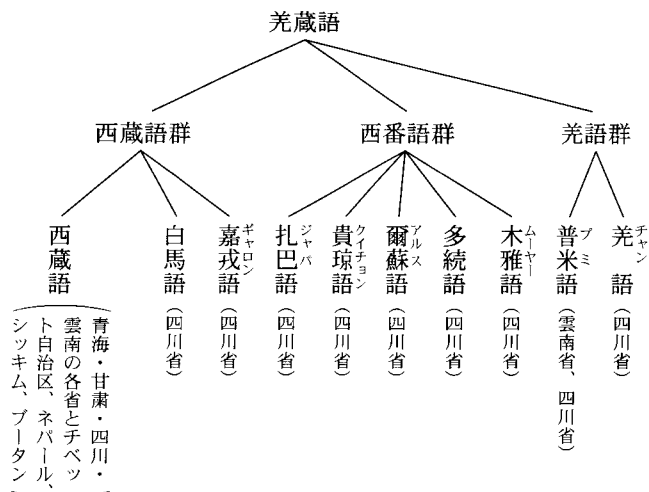 羌蔵語
西蔵語群
西番語群
羌語群
西蔵語
（青海・甘粛・四川・
雲南の各省とチベッ
ト自治区、ネパール、
シッキム、ブータン）
白馬語（四川省）
嘉戎語（四川省）
ギャロン
扎巴語（四川省）
ジャバ
貴琼語（四川省）
クイチョン
爾蘇語（四川省）
アルス
多続語（四川省）
木雅語（四川省）
ムーヤー
普米語（雲南省、四川省）
プミ
羌語（四川省）
チャン